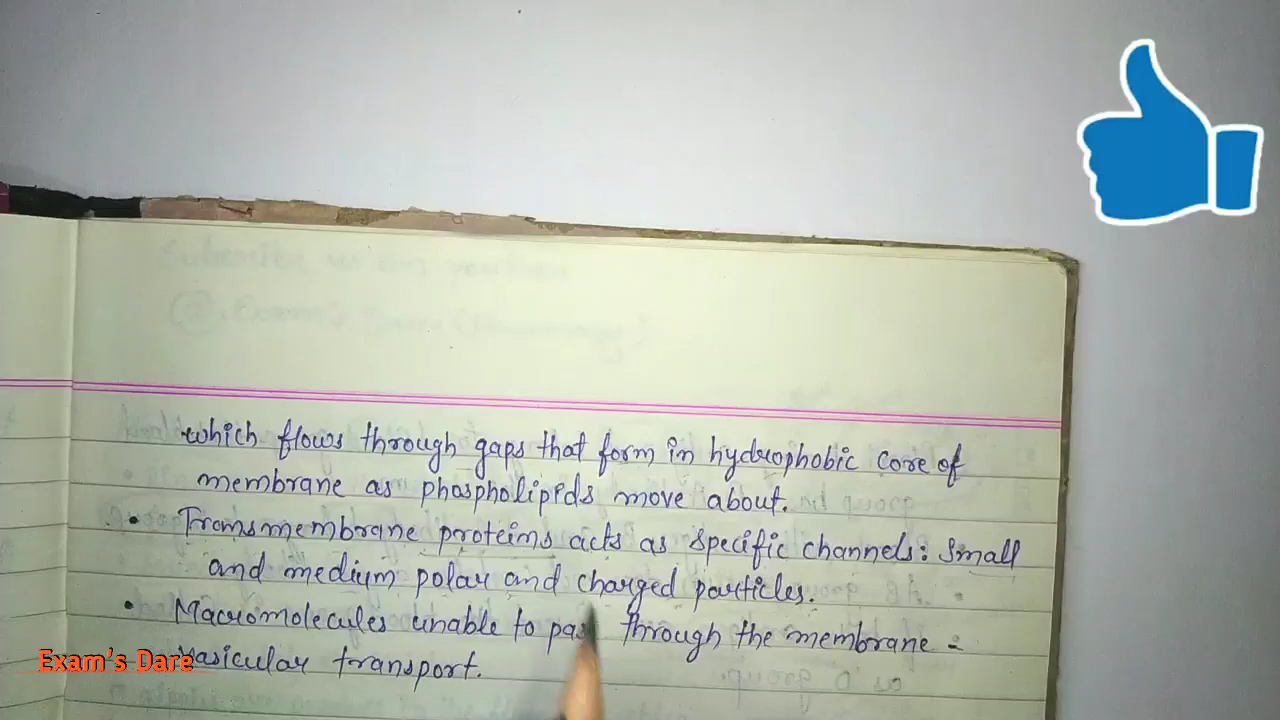 which flows through gaps that form in hydrophobic core of
membrane as phospholipids move about.
• Transmembrane proteins acts as specific channels: small
and medium polar and charged particles.
• Macromolecules unable to pass through the membrane =
vasicular transport.
Exam's Dare